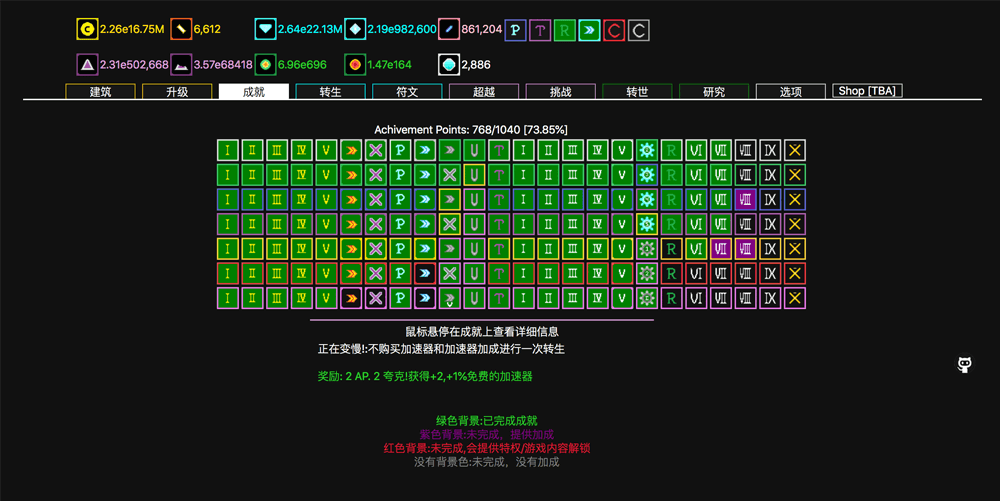 2.26e16.75M 6,612 2.64e22.13M 2.19e982,600 861,204
2.31e502,668 3.57e68418 6.96e696 1.47e164 2,886
建筑 升级 成就 转生 符文 超越 挑战 转世 研究 选项 Shop [TBA]
Achivement Points: 768/1040 [73.85%]
鼠标悬停在成就上查看详细信息
正在变慢!:不购买加速器和加速器加成进行一次转生
奖励: 2 AP. 2 夸克!获得+2,+1%免费的加速器
绿色背景:已完成成就
紫色背景:未完成，提供加成
红色背景:未完成,会提供特权/游戏内容解锁
没有背景色:未完成，没有加成